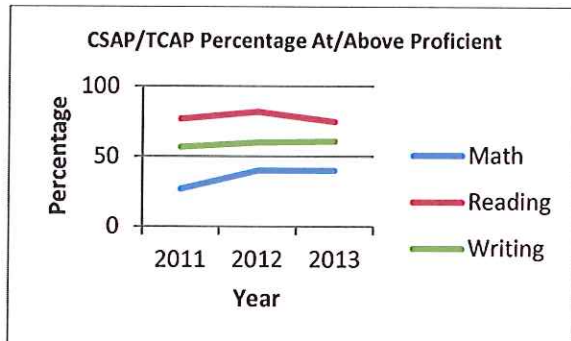 CSAP/TCAP Percentage At/Above Proficient
100
50
0
Percentage
2011 2012 2013
Year
Math
Reading
Writing